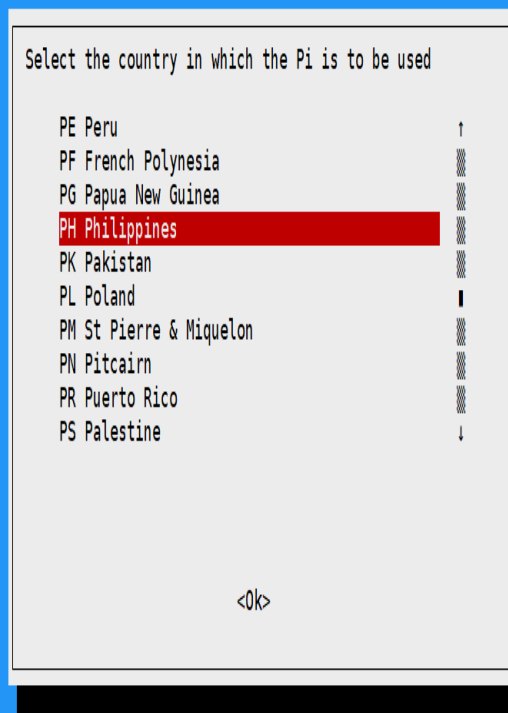 Select the country in which the Pi is to be used
PE Peru
PF French Polynesia
PG Papua New Guinea
PH Philippines
PK Pakistan
PL Poland
PM St Pierre & Miquelon
PN Pitcairn
PR Puerto Rico
PS Palestine
<Ok>